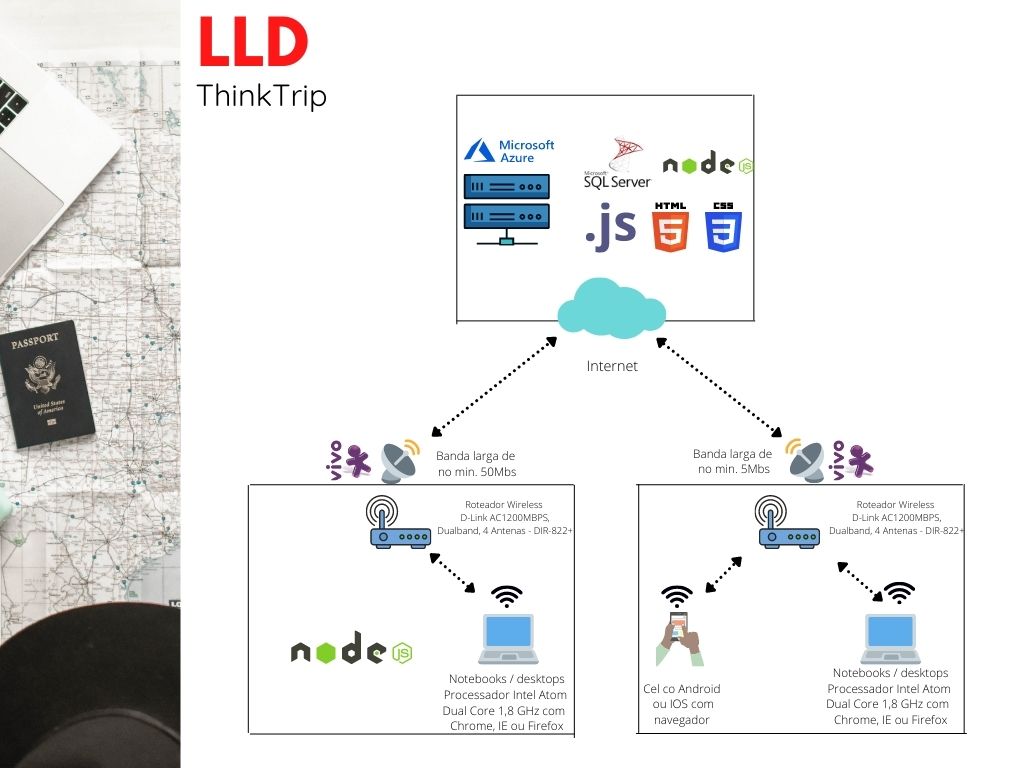 LLD
ThinkTrip
PASSPORT
United States
of America
Microsoft
Azure
Microsoft
SQL Server
node
JS
.js
HTML
5
CSS
3
Internet
vivo
Banda larga de
no min. 50Mbs
Banda larga de
no min. 5Mbs
vivo
Roteador Wireless
D-Link AC1200MBPS,
Dualband, 4 Antenas - DIR-822+
Roteador Wireless
D-Link AC1200MBPS,
Dualband, 4 Antenas - DIR-822+
node
JS
Notebooks / desktops
Processador Intel Atom
Dual Core 1,8 GHz com
Chrome, IE ou Firefox
Cel co Android
ou IOS com
navegador
Notebooks / desktops
Processador Intel Atom
Dual Core 1,8 GHz com
Chrome, IE ou Firefox